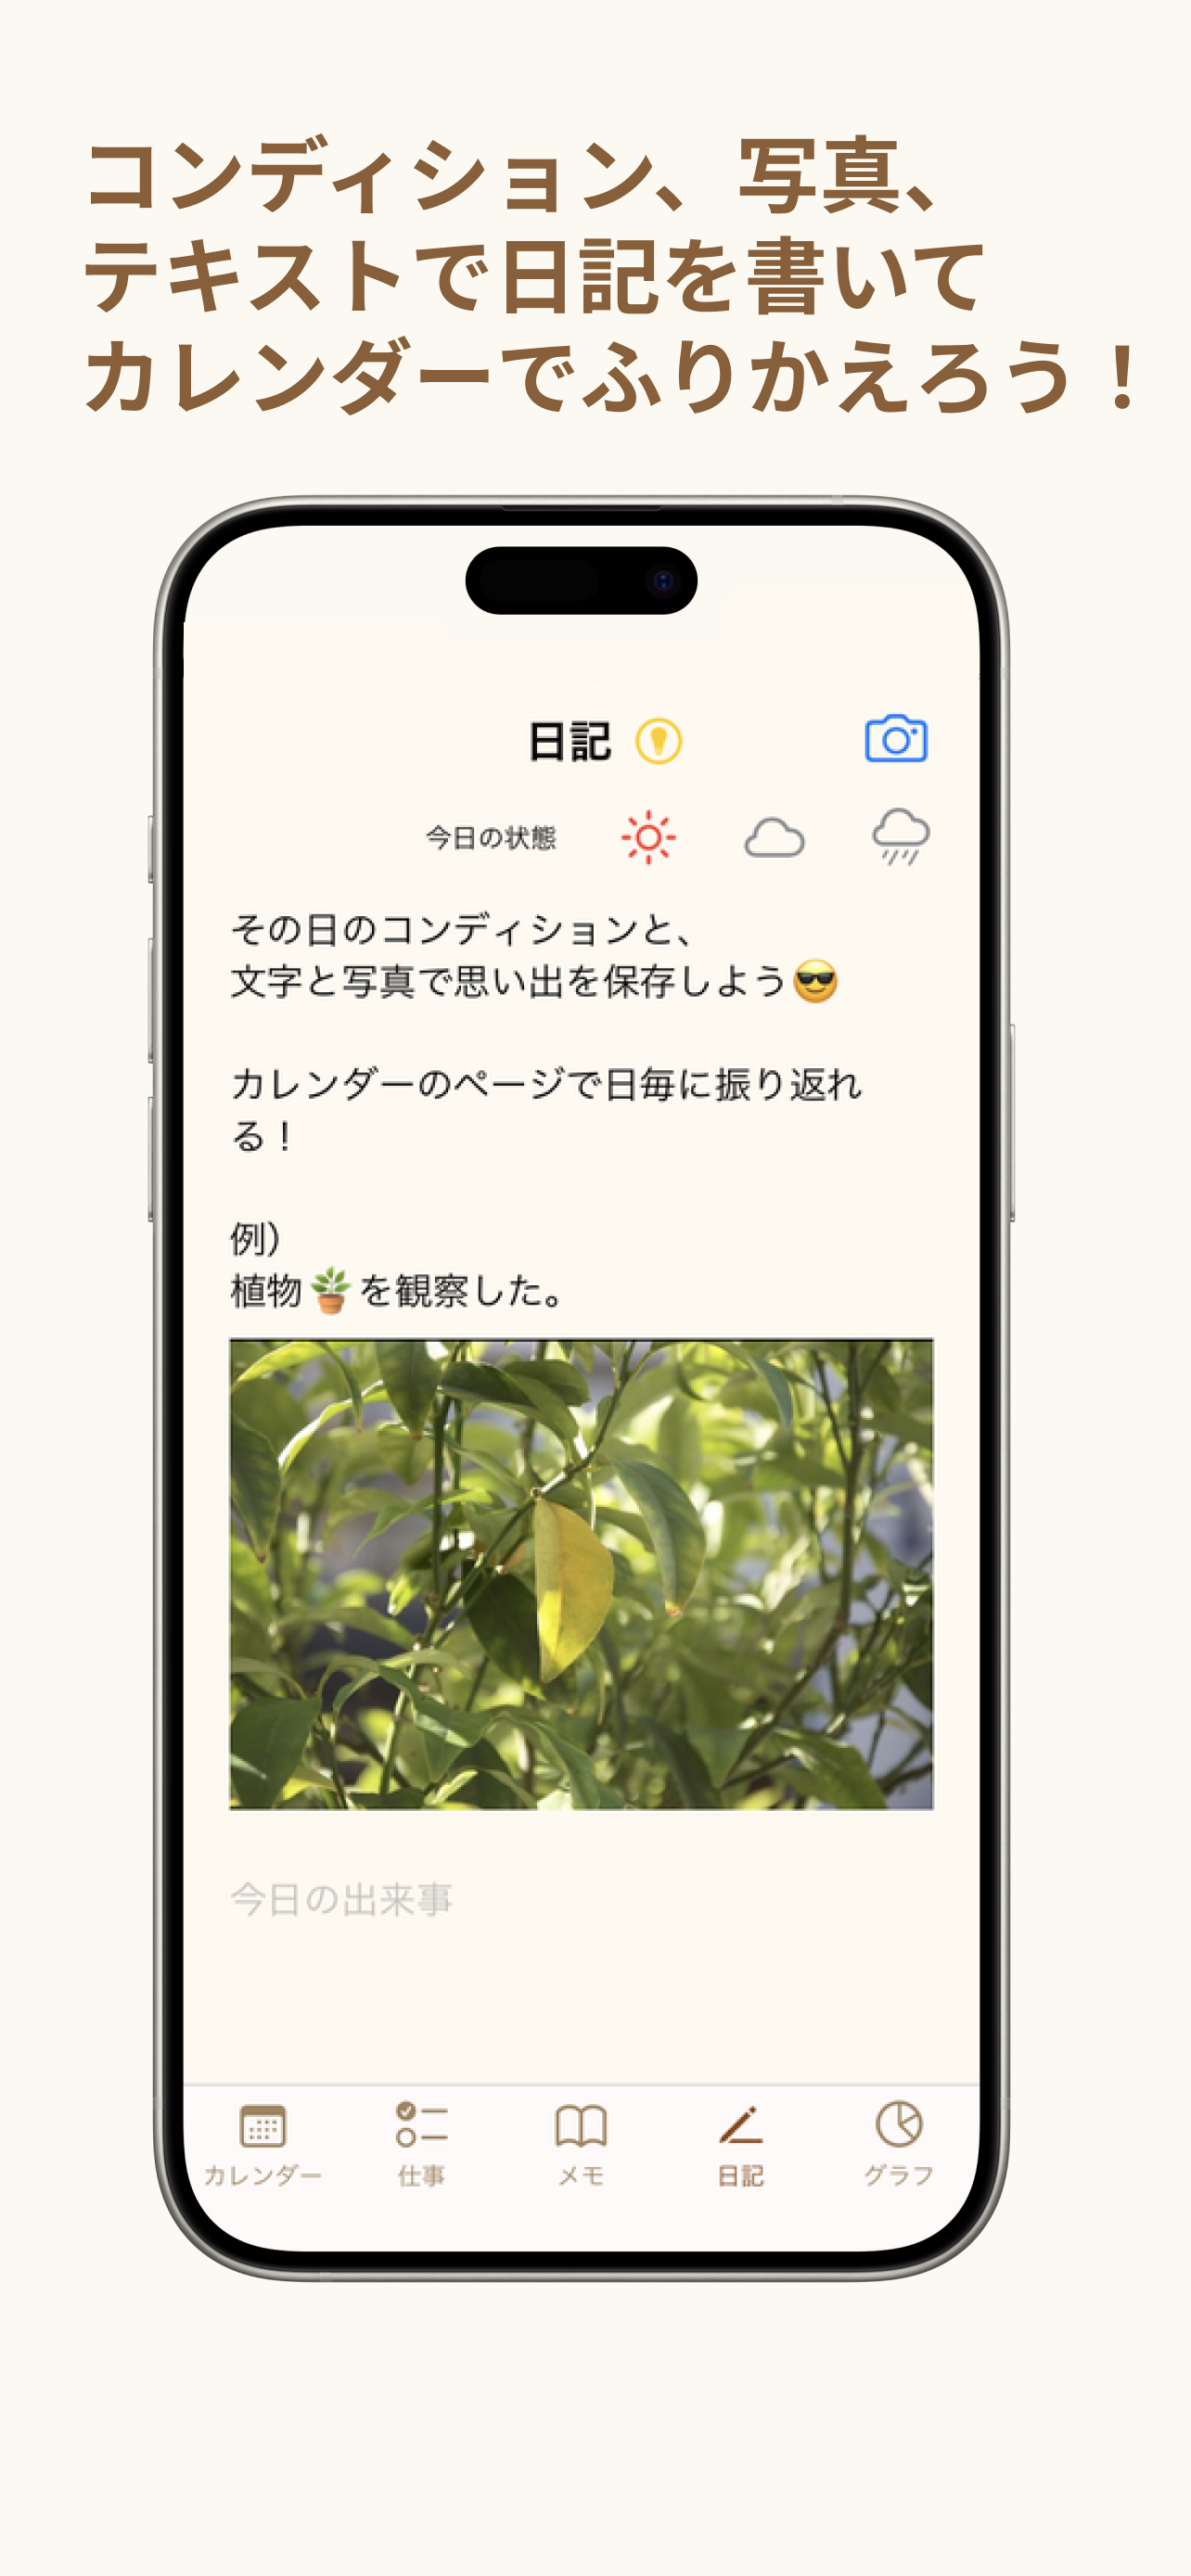 コンディション、写真、
テキストで日記を書いて
カレンダーでふりかえろう！
日記
今日の状態
その日のコンディションと、
文字と写真で思い出を保存しよう😎
カレンダーのページで日毎に振り返れ
る！
例）
植物🪴を観察した。
今日の出来事
カレンダー
仕事
メモ
日記
グラフ